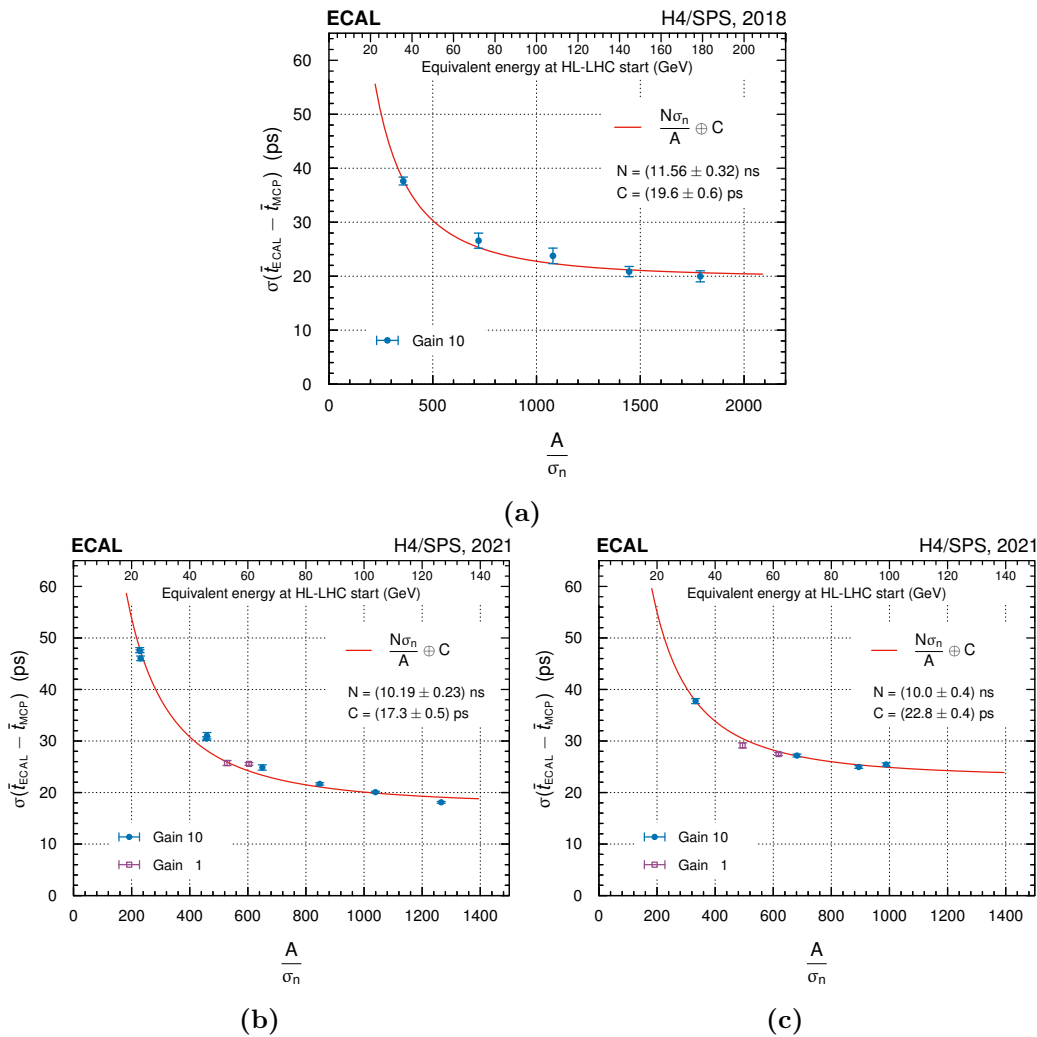 ECAL H4/SPS, 2018
20 40 60 80 100 120 140 160 180 200
Equivalent energy at HL-LHC start (GeV)
Nσn/A ⊕ C
N = (11.56 ± 0.32) ns
C = (19.6 ± 0.6) ps
Gain 10
σ(t̄ECAL − t̄MCP) (ps)
60
50
40
30
20
10
0
0 500 1000 1500 2000
A
σn
(a)
ECAL H4/SPS, 2021
0 20 40 60 80 100 120 140
Equivalent energy at HL-LHC start (GeV)
Nσn/A ⊕ C
N = (10.19 ± 0.23) ns
C = (17.3 ± 0.5) ps
Gain 10
Gain 1
σ(t̄ECAL − t̄MCP) (ps)
60
50
40
30
20
10
0
0 200 400 600 800 1000 1200 1400
A
σn
(b)
ECAL H4/SPS, 2021
0 20 40 60 80 100 120 140
Equivalent energy at HL-LHC start (GeV)
Nσn/A ⊕ C
N = (10.0 ± 0.4) ns
C = (22.8 ± 0.4) ps
Gain 10
Gain 1
σ(t̄ECAL − t̄MCP) (ps)
60
50
40
30
20
10
0
0 200 400 600 800 1000 1200 1400
A
σn
(c)